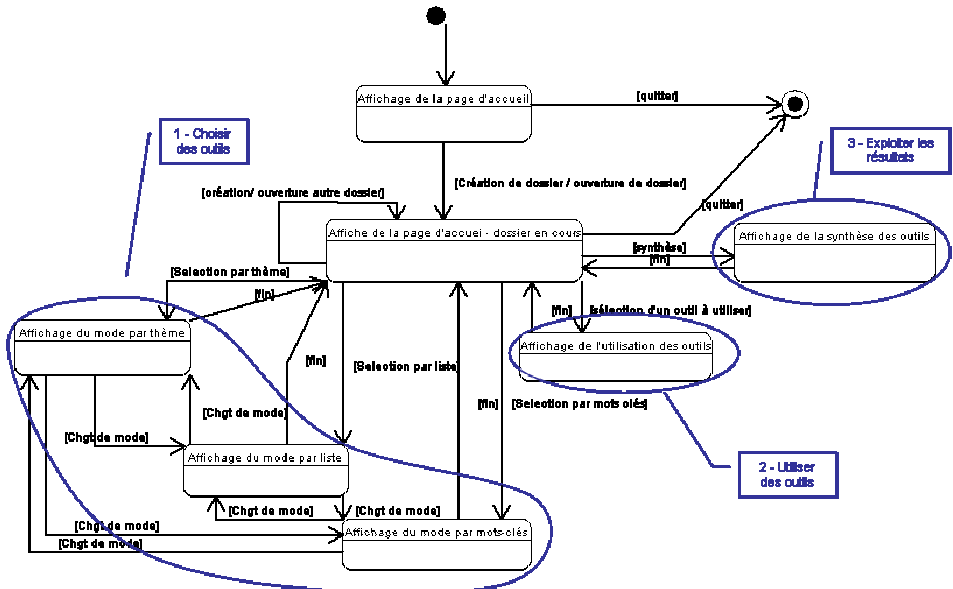 Affichage de la page d'accueil
[quitter]
1 - Choisir
des outils
3 - Exploiter les
résultats
[Création de dossier / ouverture de dossier]
[création/ ouverture autre dossier]
[quitter]
Affiche de la page d'accuei - dossier en cours
Affichage de la synthèse des outils
[synthèse]
[fin]
[Selection par thème]
[fin]
[fin]
[sélection d'un outil à utiliser]
Affichage du mode par thème
Affichage de l'utilisation des outils
[fin]
[Selection par liste]
[fin]
[Selection par mots clés]
[Chgt de mode]
[Chgt de mode]
Affichage du mode par liste
2 - Utiliser
des outils
[Chgt de mode]
[Chgt de mode]
[Chgt de mode]
Affichage du mode par mots-clés
[Chgt de mode]